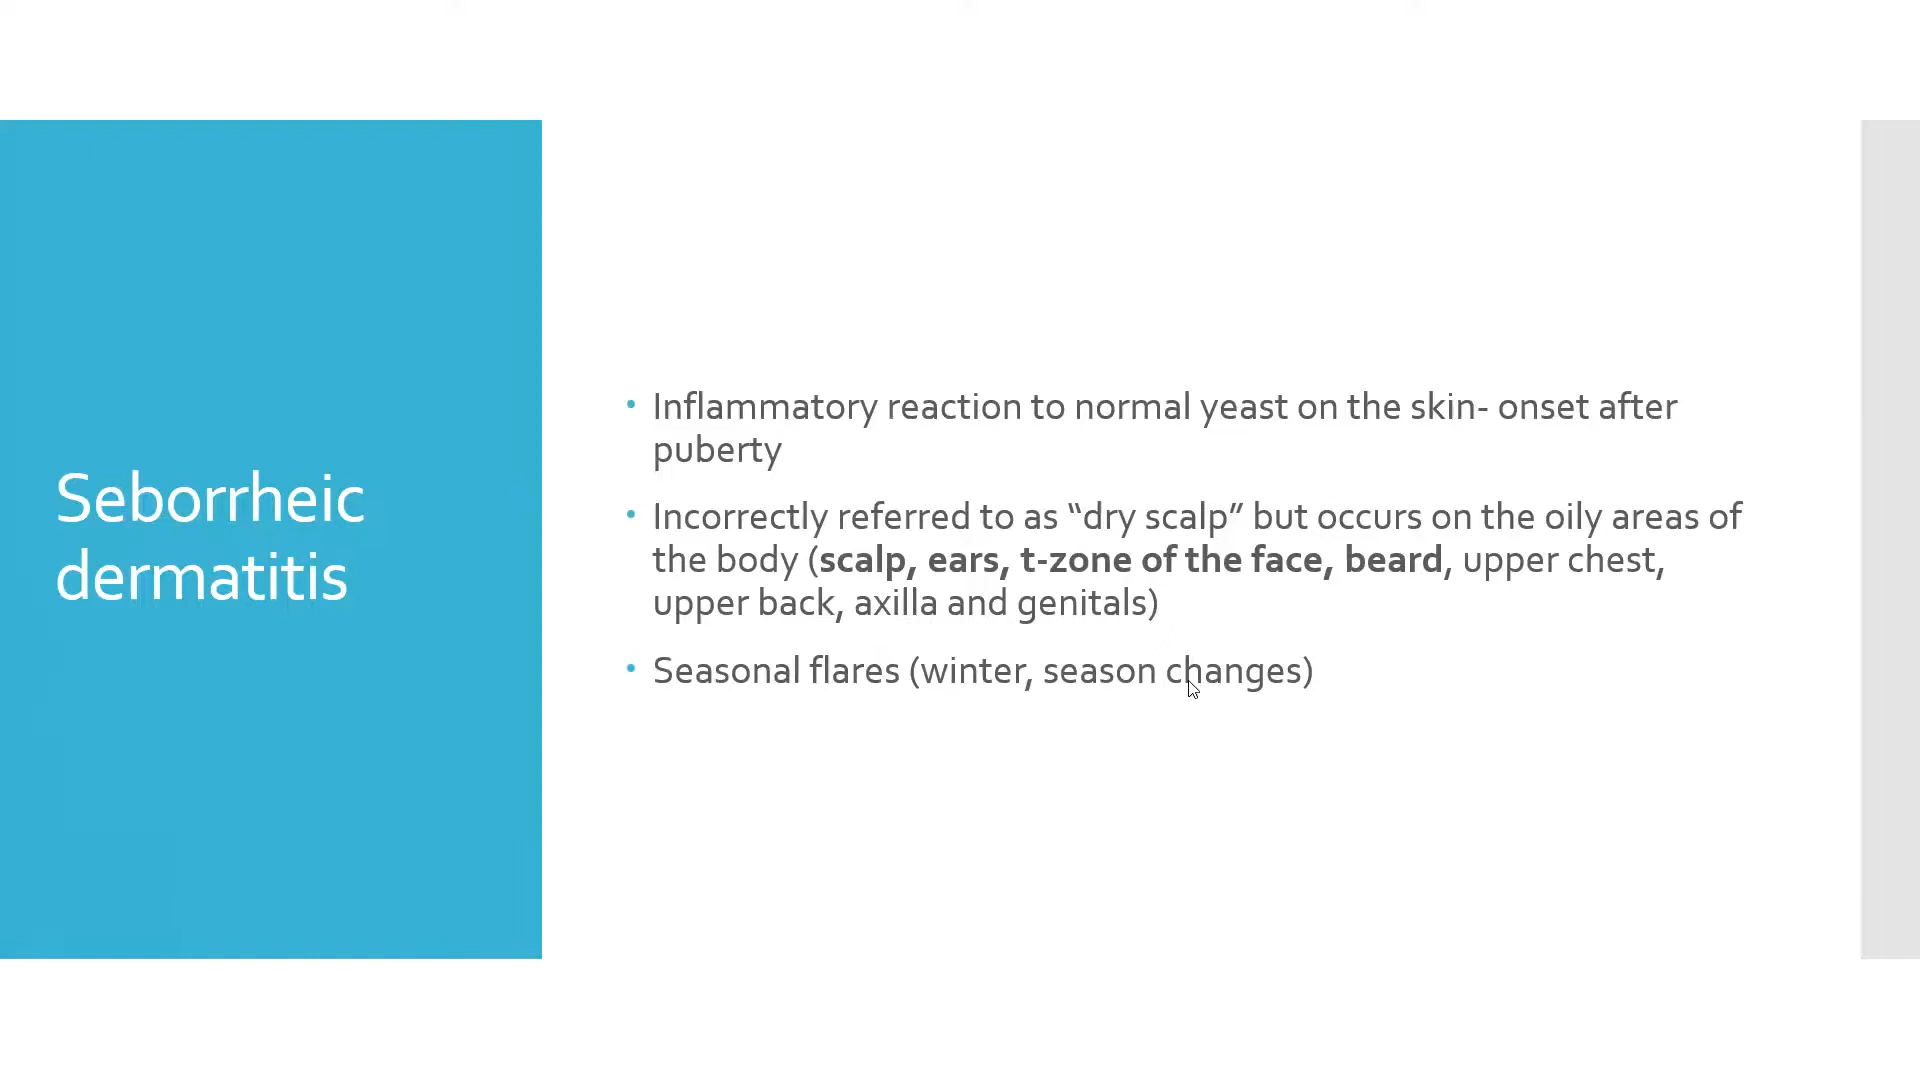 Seborrheic
dermatitis
• Inflammatory reaction to normal yeast on the skin- onset after
puberty
• Incorrectly referred to as “dry scalp” but occurs on the oily areas of
the body (scalp, ears, t-zone of the face, beard, upper chest,
upper back, axilla and genitals)
• Seasonal flares (winter, season changes)